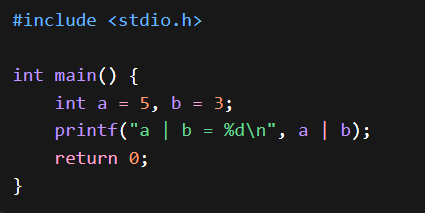 #include <stdio.h>
int main() {
    int a = 5, b = 3;
    printf("a | b = %d\n", a | b);
    return 0;
}